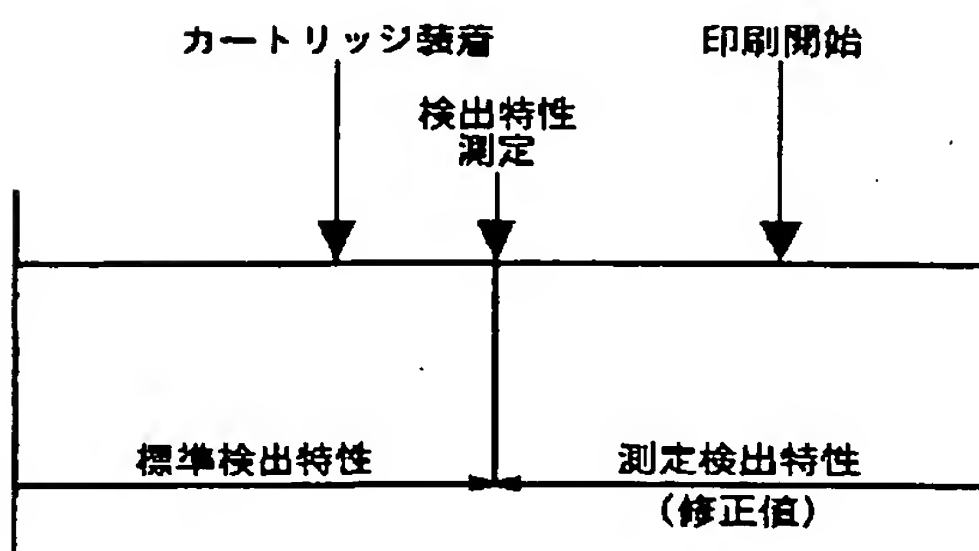 カートリッジ装着
印刷開始
検出特性
測定
標準検出特性
測定検出特性
(修正値)